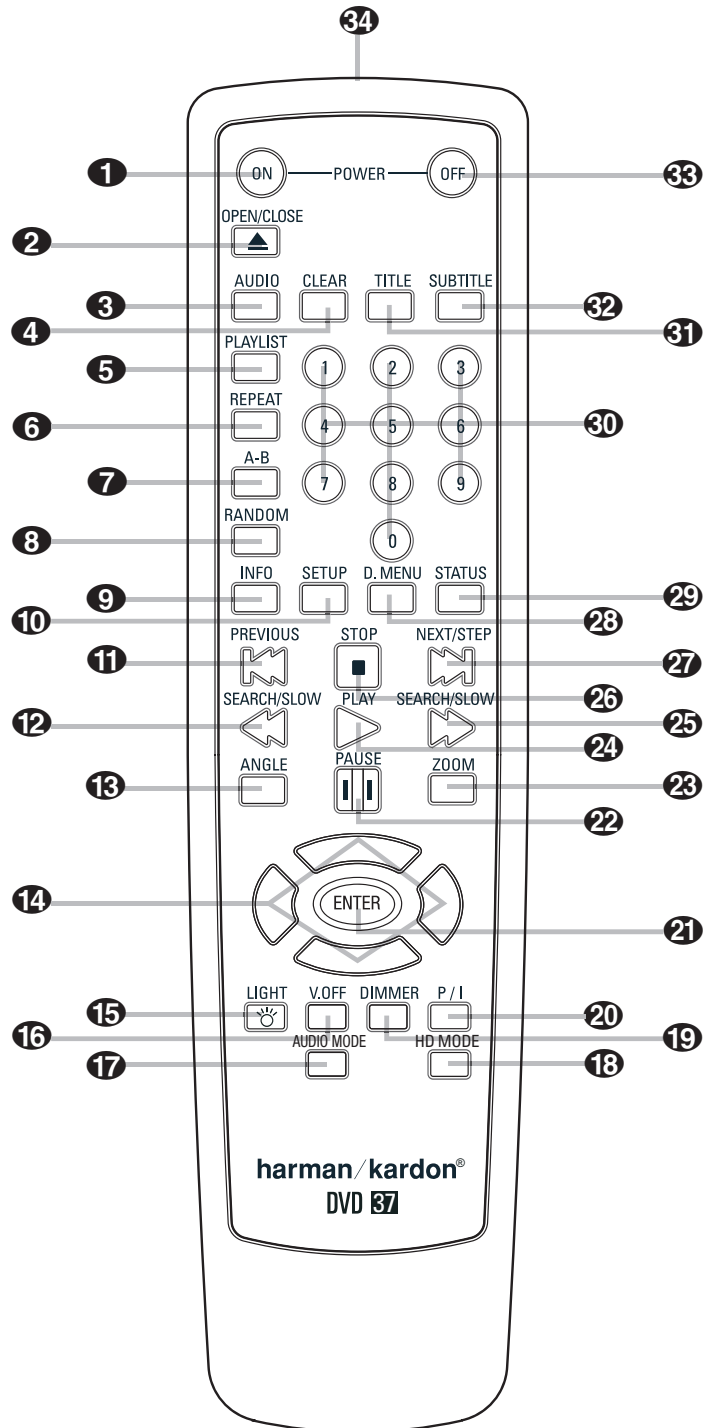 34
1 ON POWER OFF 33
OPEN/CLOSE
2
AUDIO CLEAR TITLE SUBTITLE
3 32
4 31
PLAYLIST
5 1 2 3
REPEAT
6 4 5 6 30
A-B
7 7 8 9
RANDOM
8 0
INFO SETUP D. MENU STATUS
9 29
10 28
PREVIOUS STOP NEXT/STEP
11 27
26
SEARCH/SLOW PLAY SEARCH/SLOW
12 25
24
ANGLE PAUSE ZOOM
13 23
22
14 ENTER 21
LIGHT V.OFF DIMMER P / I
15 20
16 19
AUDIO MODE HD MODE
17 18
harman/kardon®
DVD 37